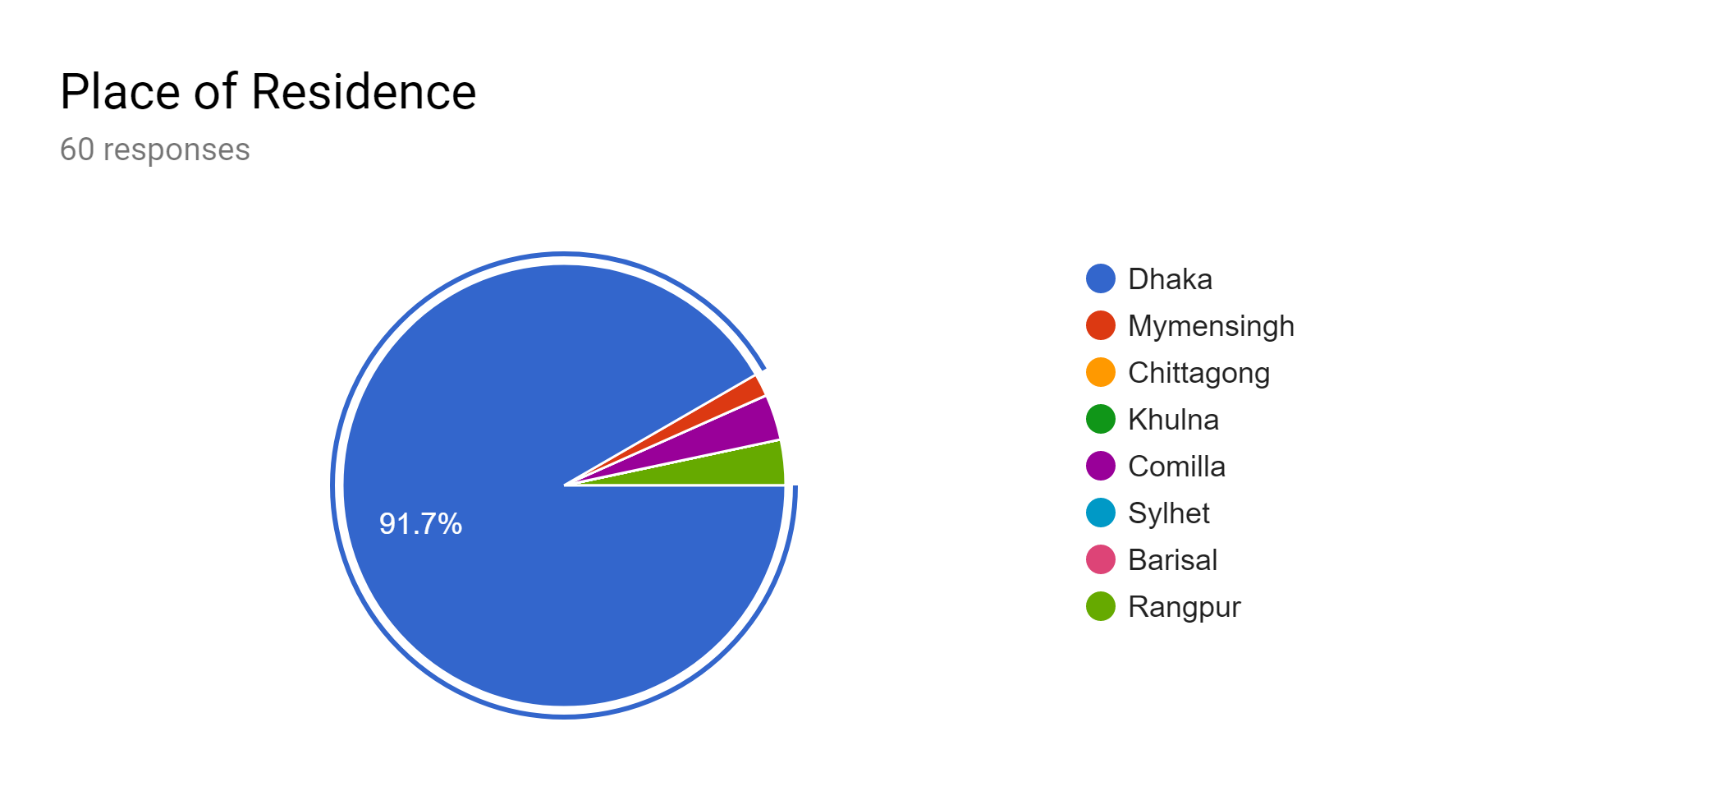 Place of Residence
60 responses
91.7%
Dhaka
Mymensingh
Chittagong
Khulna
Comilla
Sylhet
Barisal
Rangpur